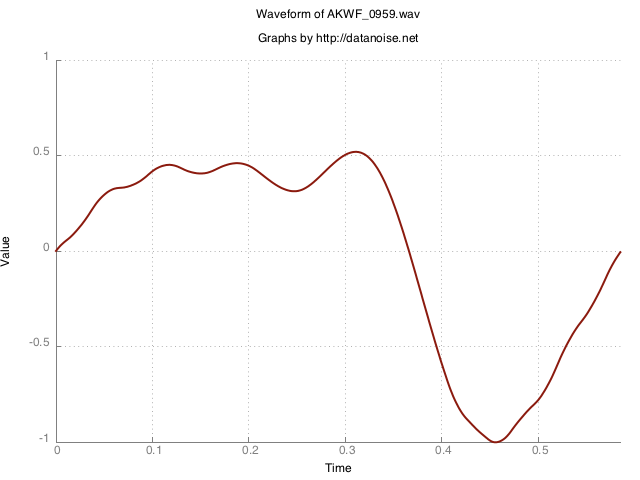 Waveform of AKWF_0959.wav
Graphs by http://datanoise.net
1
0.5
0
-0.5
-1
Value
0 0.1 0.2 0.3 0.4 0.5
Time